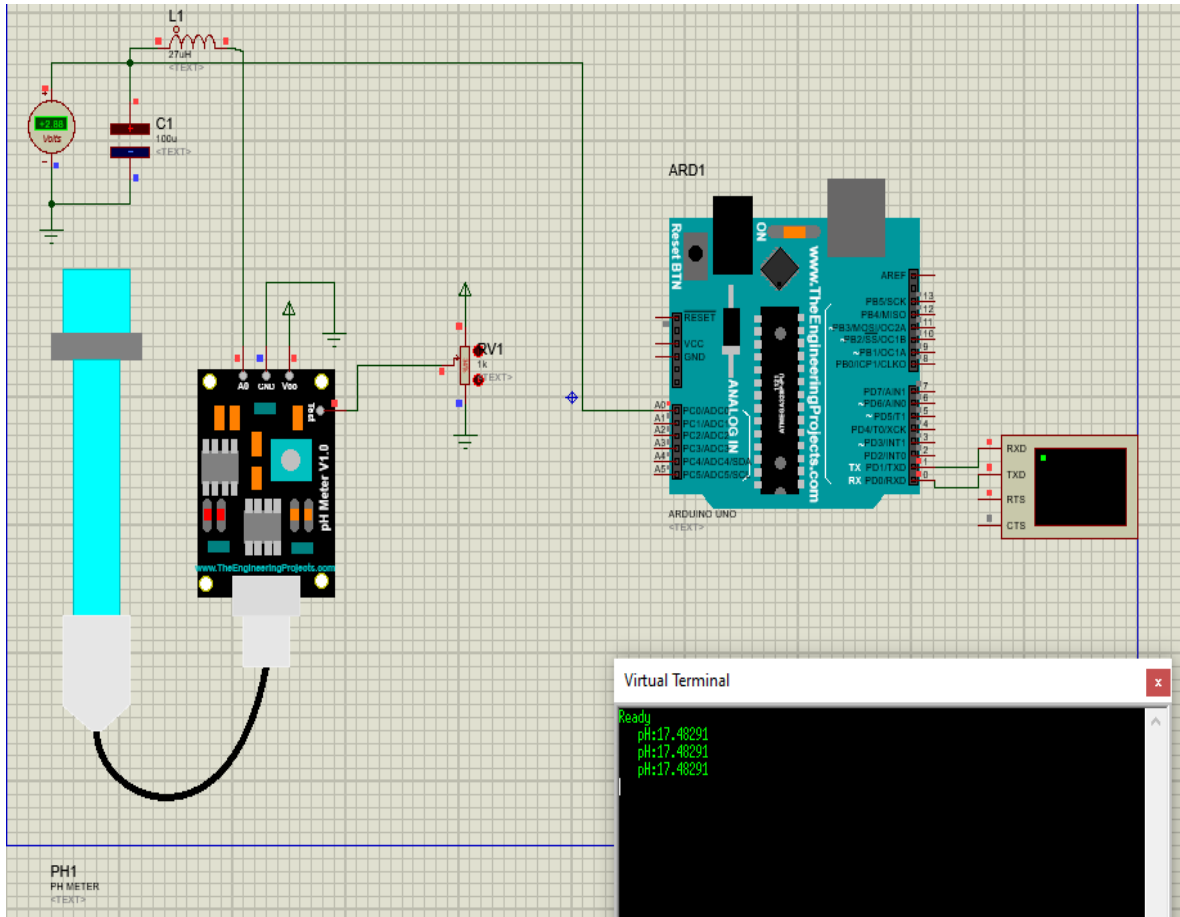 L1
27uH
<TEXT>
+2.88
Volts
C1
100u
<TEXT>
ARD1
Reset BTN
ON
www.TheEngineeringProjects.com
ANALOG IN
RESET
VCC
GND
AREF
PB5/SCK 13
PB4/MISO 12
~PB3/MOSI/OC2A 11
~PB2/SS/OC1B 10
~PB1/OC1A 9
PB0/ICP1/CLKO 8
PD7/AIN1 7
~PD6/AIN0 6
~PD5/T1 5
PD4/T0/XCK 4
~PD3/INT1 3
PD2/INT0 2
TX PD1/TXD 1
RX PD0/RXD 0
A0 PC0/ADC0
A1 PC1/ADC1
A2 PC2/ADC2
A3 PC3/ADC3
A4 PC4/ADC4/SDA
A5 PC5/ADC5/SCL
ARDUINO UNO
<TEXT>
RXD
TXD
RTS
CTS
A0 GND Vcc
Test
pH Meter V1.0
www.TheEngineeringProjects.com
RV1
1k
<TEXT>
Virtual Terminal
x
Ready
pH:17.48291
pH:17.48291
pH:17.48291
PH1
PH METER
<TEXT>